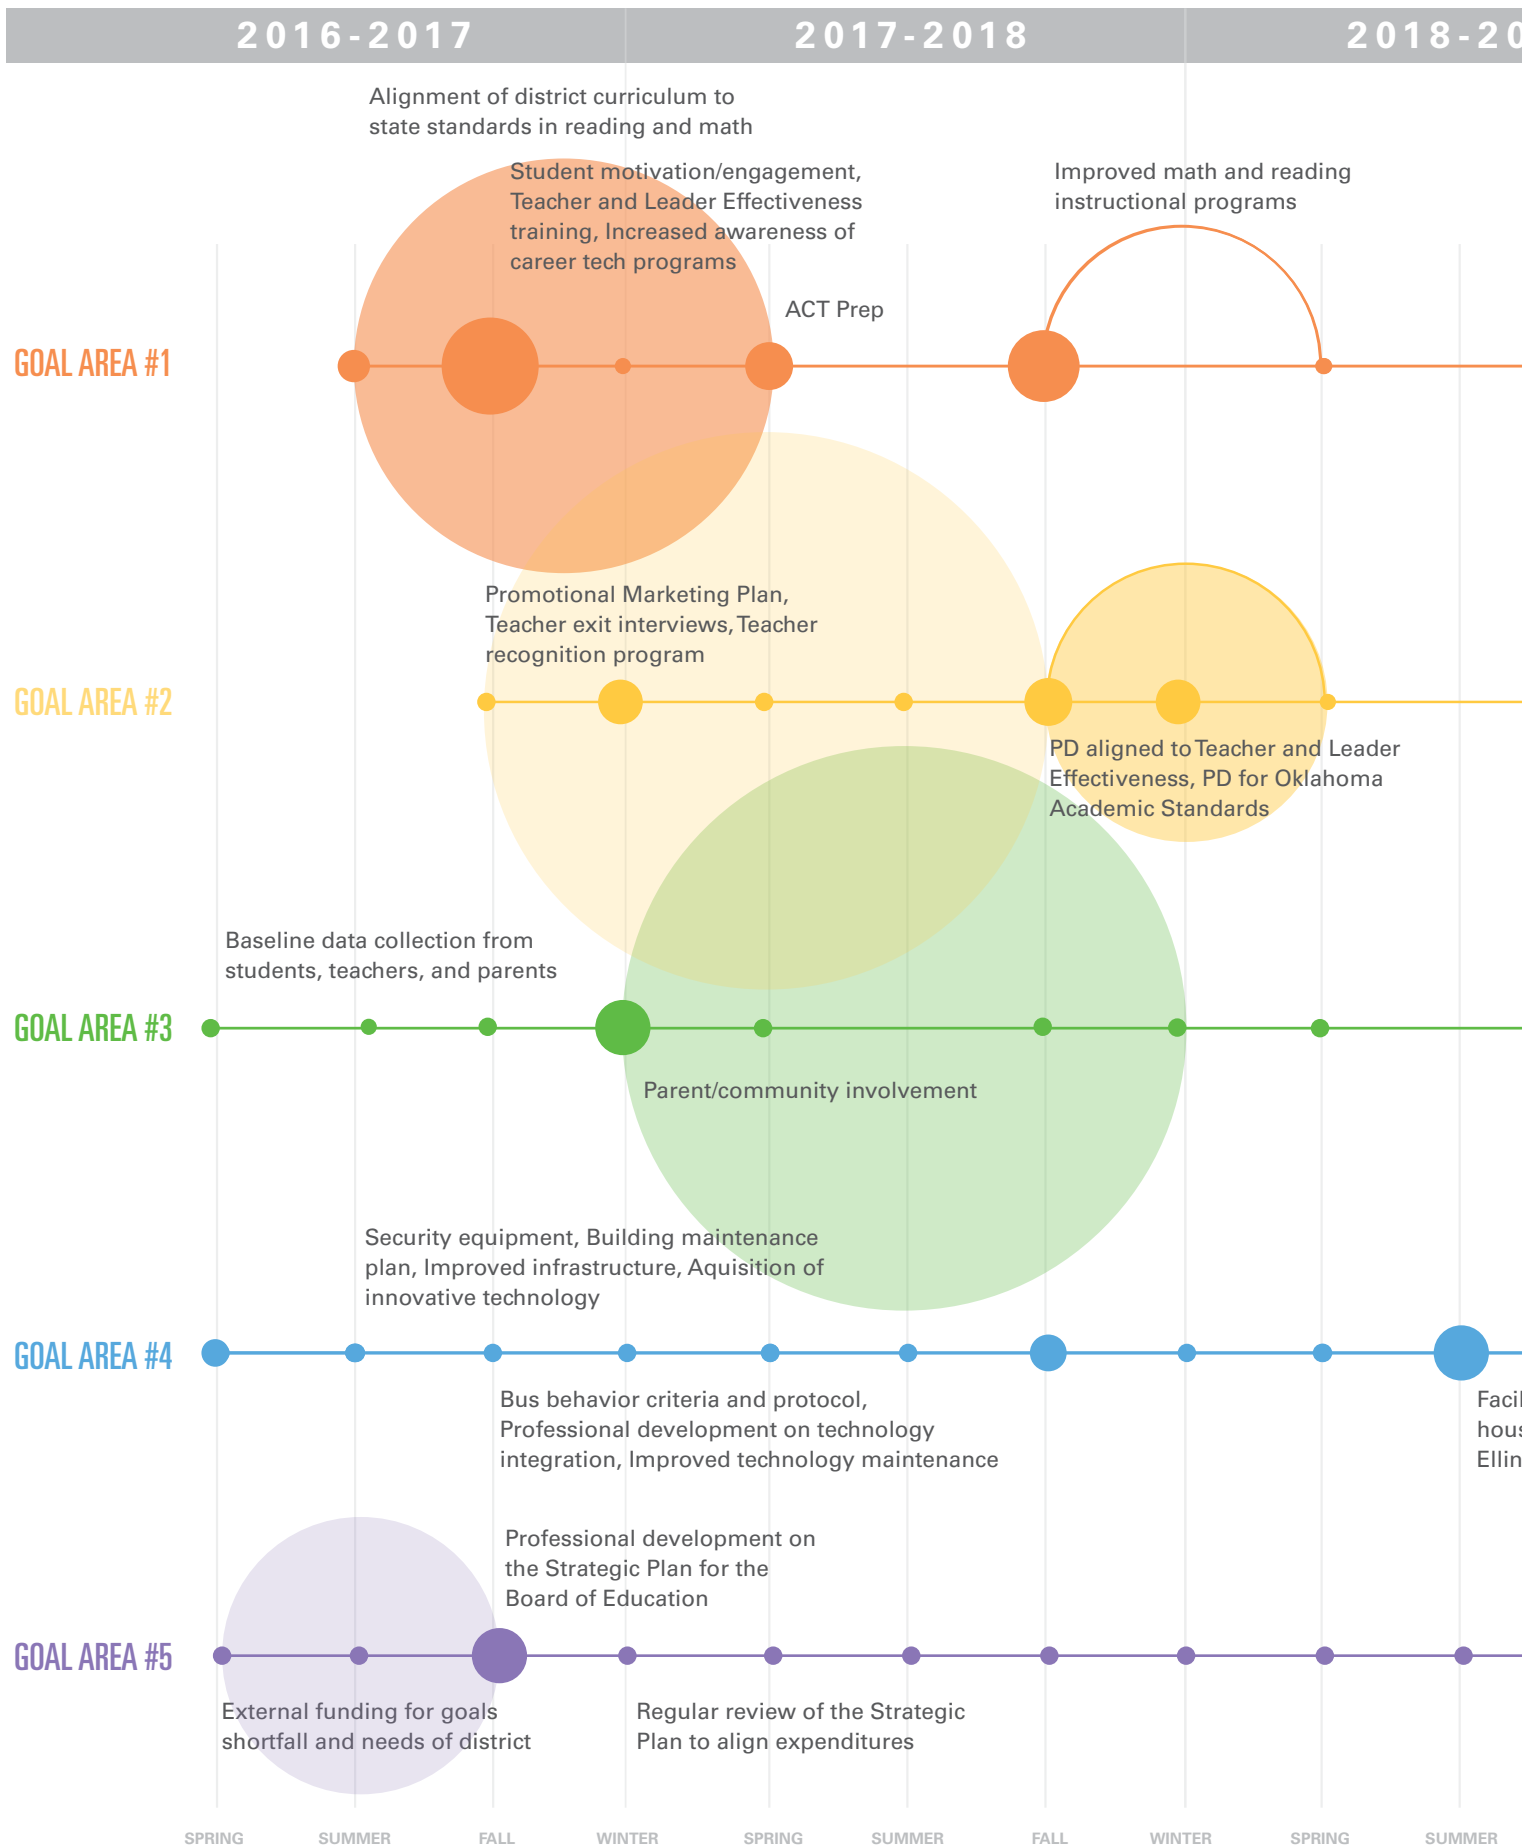 2016-2017
2017-2018
2018-20
Alignment of district curriculum to
state standards in reading and math
Student motivation/engagement,
Teacher and Leader Effectiveness
training, Increased awareness of
career tech programs
Improved math and reading
instructional programs
ACT Prep
GOAL AREA #1
Promotional Marketing Plan,
Teacher exit interviews, Teacher
recognition program
GOAL AREA #2
PD aligned to Teacher and Leader
Effectiveness, PD for Oklahoma
Academic Standards
Baseline data collection from
students, teachers, and parents
GOAL AREA #3
Parent/community involvement
Security equipment, Building maintenance
plan, Improved infrastructure, Aquisition of
innovative technology
GOAL AREA #4
Bus behavior criteria and protocol,
Professional development on technology
integration, Improved technology maintenance
Facil
hous
Ellin
Professional development on
the Strategic Plan for the
Board of Education
GOAL AREA #5
External funding for goals
shortfall and needs of district
Regular review of the Strategic
Plan to align expenditures
SPRING
SUMMER
FALL
WINTER
SPRING
SUMMER
FALL
WINTER
SPRING
SUMMER